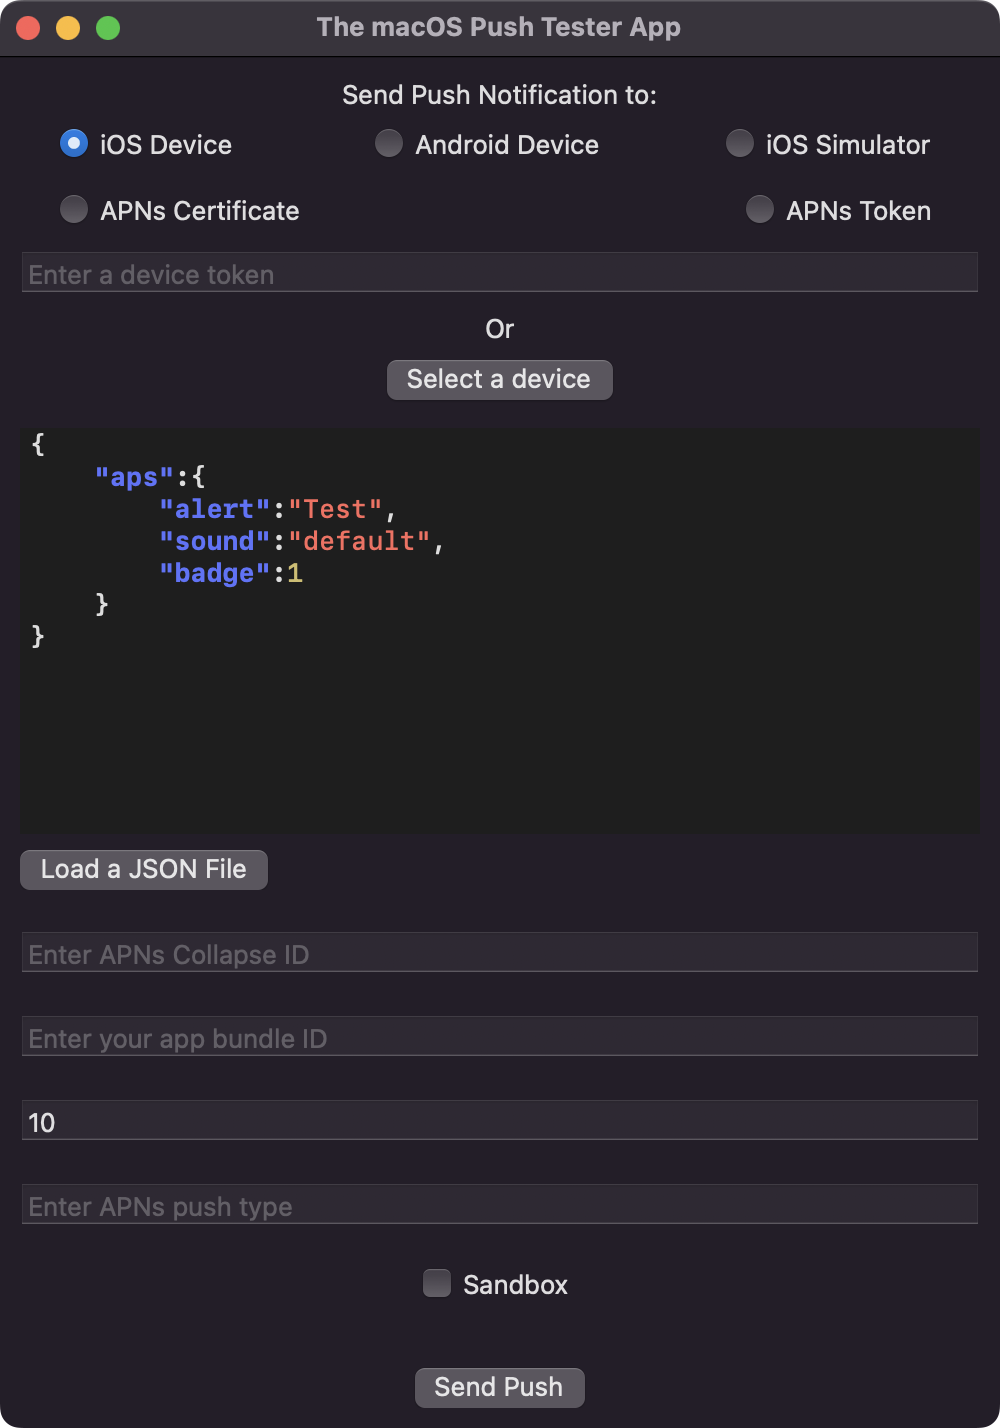 The macOS Push Tester App
Send Push Notification to:
iOS Device Android Device iOS Simulator
APNs Certificate APNs Token
Enter a device token
Or
Select a device
{
    "aps":{
        "alert":"Test",
        "sound":"default",
        "badge":1
    }
}
Load a JSON File
Enter APNs Collapse ID
Enter your app bundle ID
10
Enter APNs push type
Sandbox
Send Push